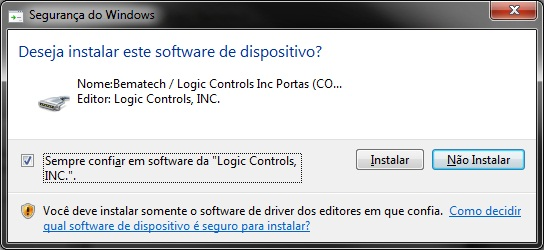 Segurança do Windows
Deseja instalar este software de dispositivo?
Nome:Bematech / Logic Controls Inc Portas (CO...
Editor: Logic Controls, INC.
Sempre confiar em software da "Logic Controls,
INC.".
Instalar
Não Instalar
Você deve instalar somente o software de driver dos editores em que confia. Como decidir
qual software de dispositivo é seguro para instalar?